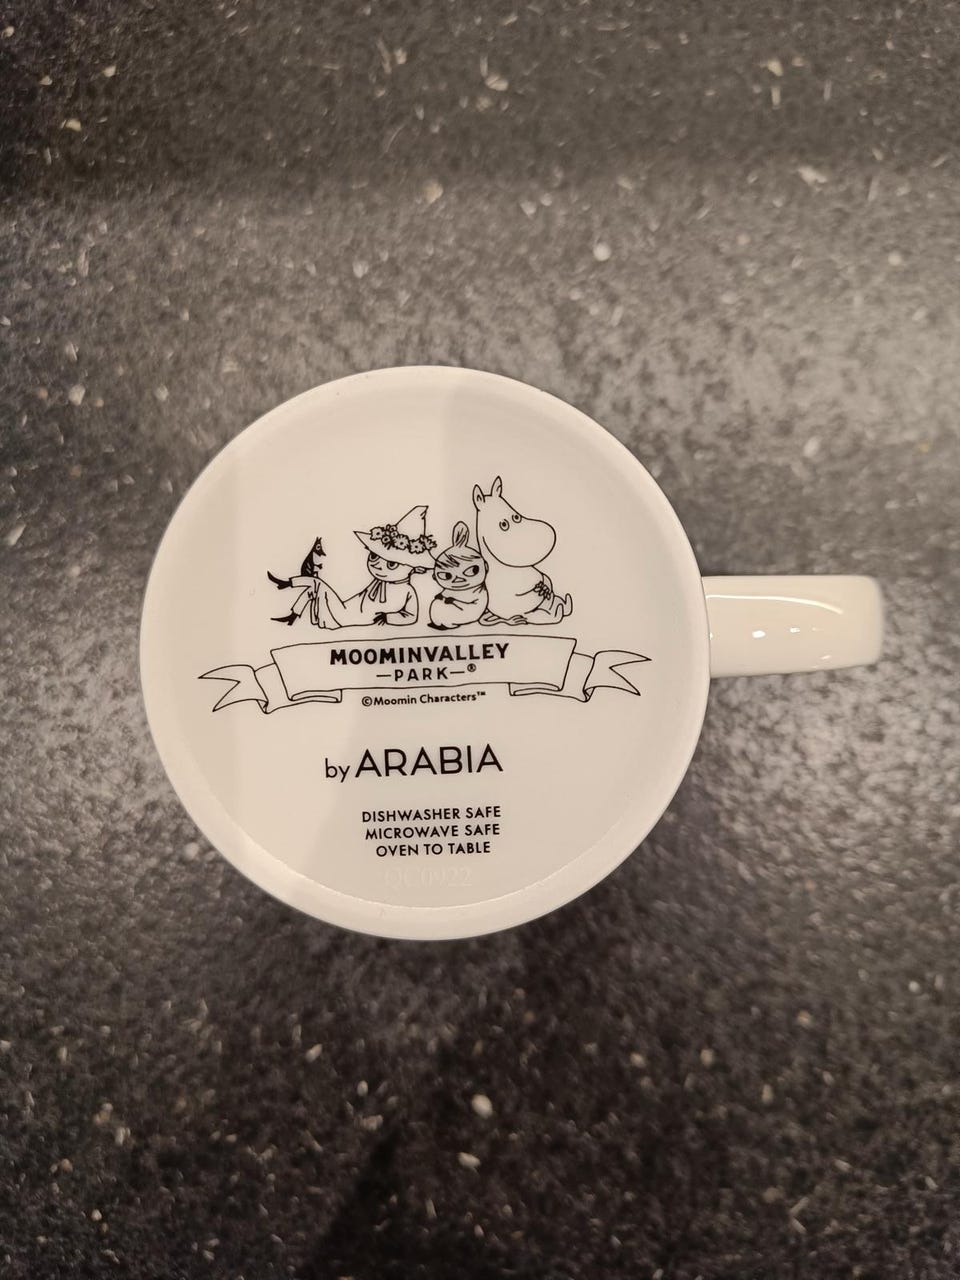 MOOMINVALLEY
—PARK—®
©Moomin Characters™
by ARABIA
DISHWASHER SAFE
MICROWAVE SAFE
OVEN TO TABLE